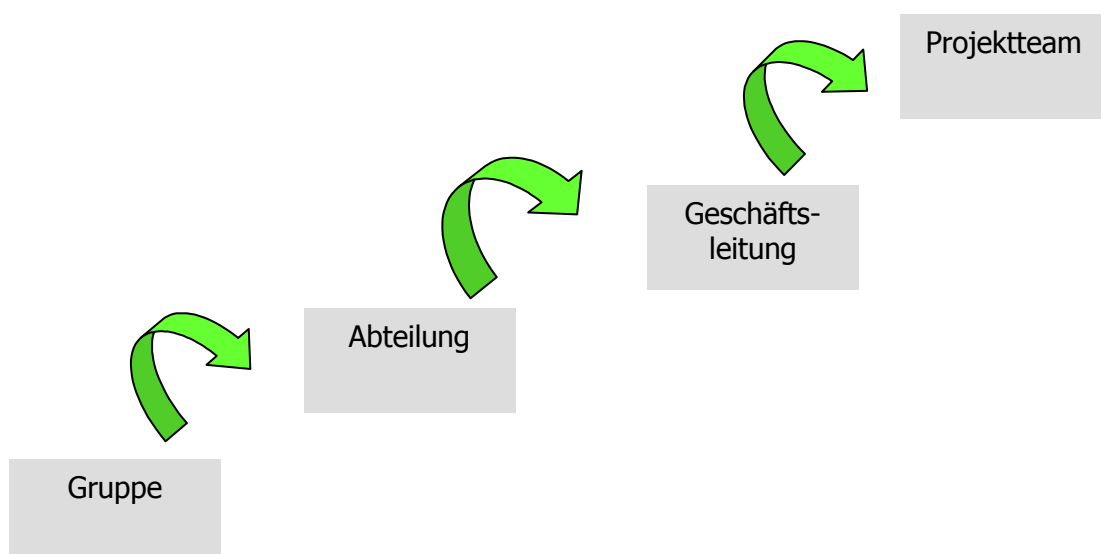 Projektteam
Geschäfts-
leitung
Abteilung
Gruppe